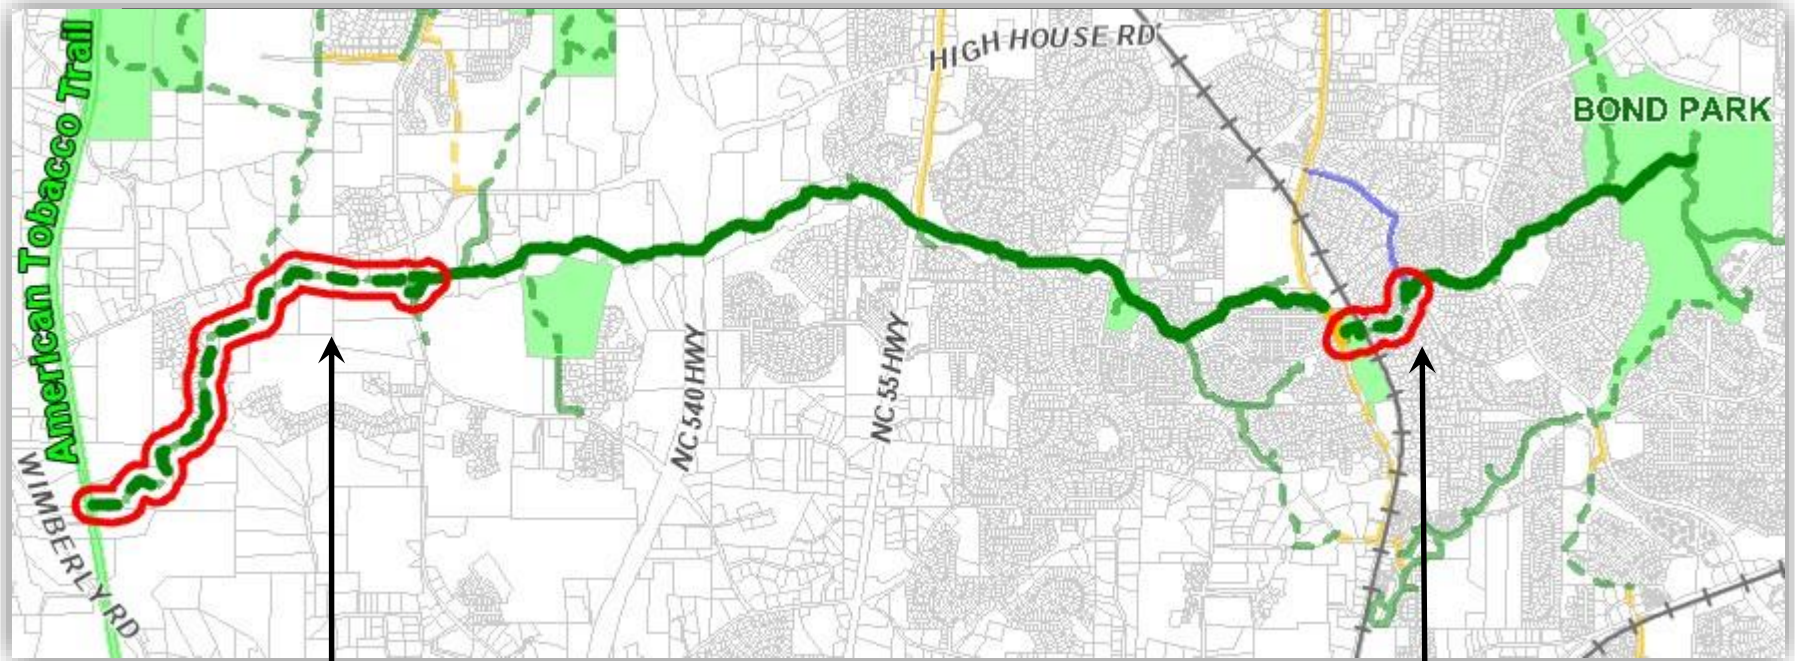 American Tobacco Trail
HIGH HOUSE RD
BOND PARK
NC 540 HWY
NC 55 HWY
WIMBERLY RD